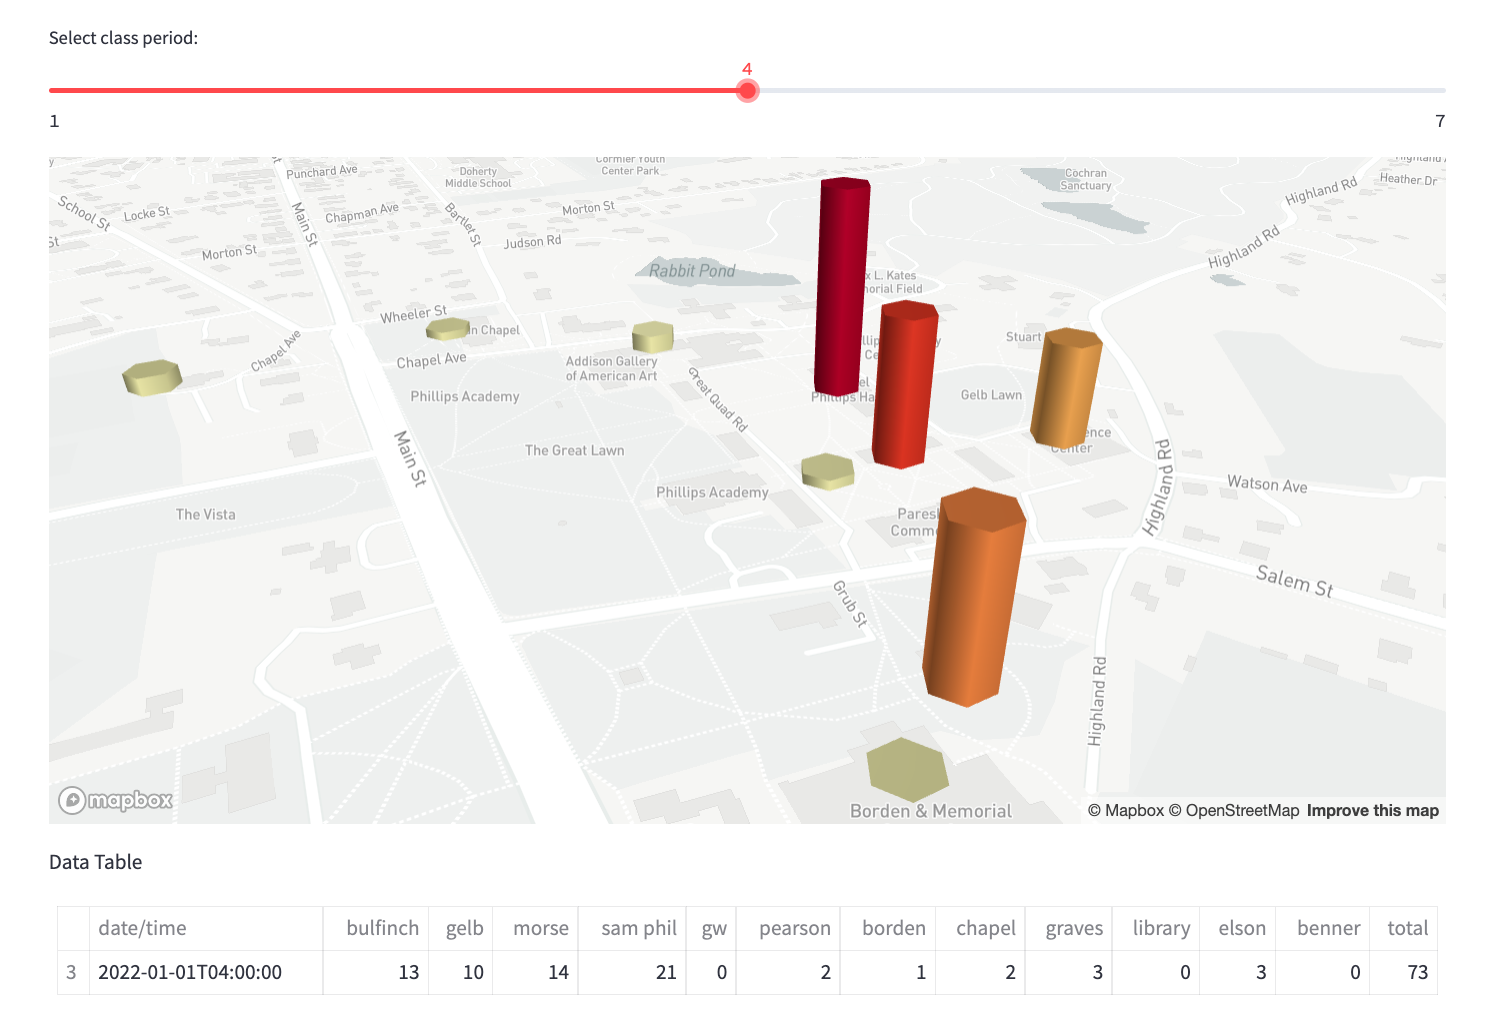 Select class period:
4
1
7
Cormier Youth
Center Park
Punchard Ave
Doherty
Middle School
Cochran
Sanctuary
Highland
Heather Dr
Highland Rd
School St
Locke St
Main St
Chapman Ave
Bartlet St
Morton St
Judson Rd
Morton St
St
Highland Rd
Rabbit Pond
L. Kates
Field
Wheeler St
Chapel
Chapel Ave
Chapel Ave
Addison Gallery
of American Art
Stuart
Phillips Academy
Great Quad Rd
Phillips Ha
Gelb Lawn
Main St
The Great Lawn
Center
Highland Rd
Watson Ave
Phillips Academy
The Vista
Paresk
Comm
Grub St
Salem St
Highland Rd
mapbox
Borden & Memorial
© Mapbox © OpenStreetMap Improve this map
Data Table
date/time bulfinch gelb morse sam phil gw pearson borden chapel graves library elson benner total
3 2022-01-01T04:00:00 13 10 14 21 0 2 1 2 3 0 3 0 73